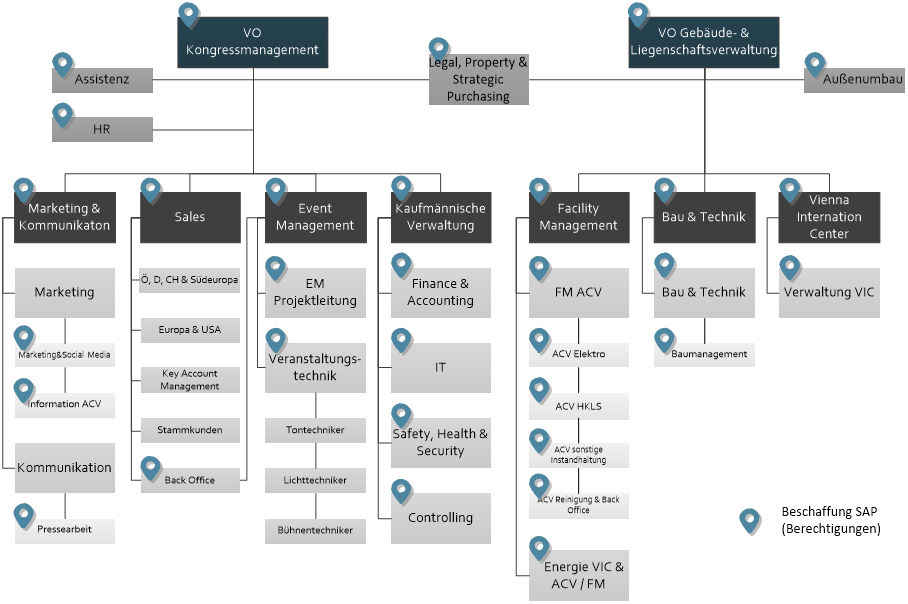 VO
Kongressmanagement
VO Gebäude- &
Liegenschaftsverwaltung
Assistenz
Legal, Property &
Strategic
Purchasing
Außenumbau
HR
Marketing &
Kommunikaton
Sales
Event
Management
Kaufmännische
Verwaltung
Facility
Management
Bau & Technik
Vienna
Internation
Center
Marketing
Marketing&Social Media
Information ACV
Kommunikation
Pressearbeit
Ö, D, CH & Südeuropa
Europa & USA
Key Account
Management
Stammkunden
Back Office
EM
Projektleitung
Veranstaltungs-
technik
Tontechniker
Lichttechniker
Bühnentechniker
Finance &
Accounting
IT
Safety, Health &
Security
Controlling
FM ACV
ACV Elektro
ACV HKLS
ACV sonstige
Instandhaltung
ACV Reinigung & Back
Office
Energie VIC &
ACV / FM
Bau & Technik
Baumanagement
Verwaltung VIC
Beschaffung SAP
(Berechtigungen)